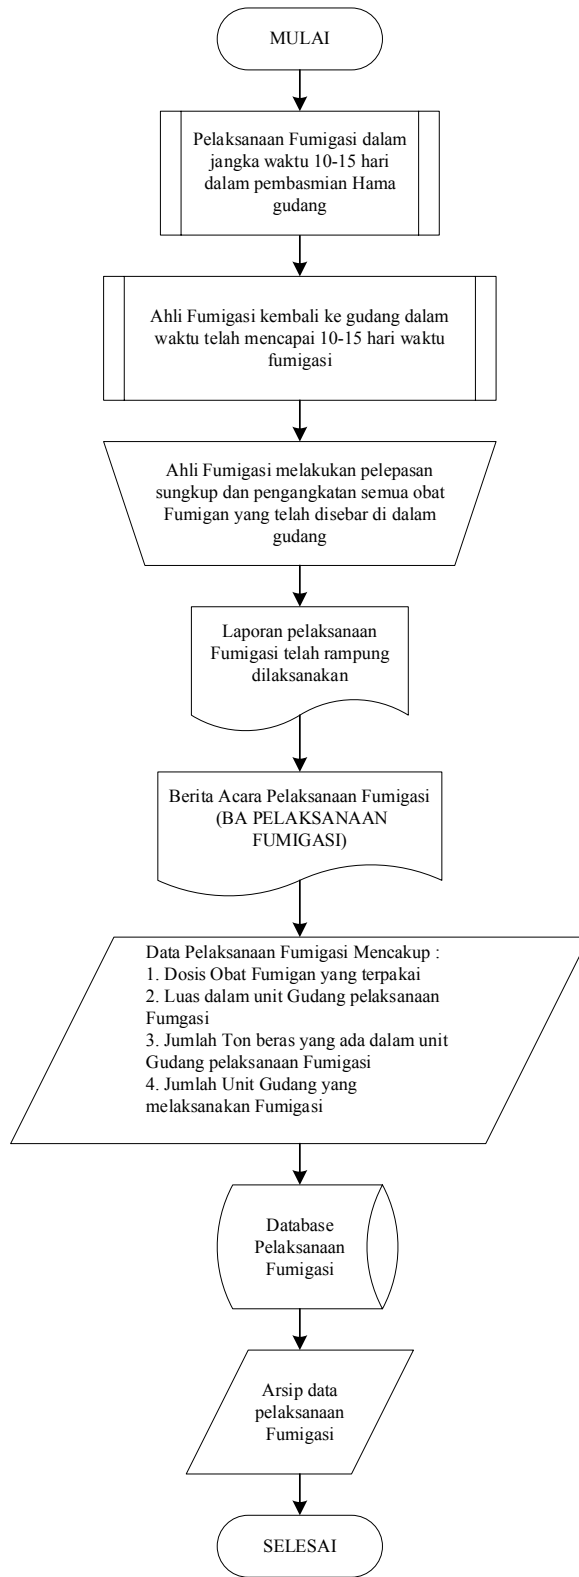 MULAI
Pelaksanaan Fumigasi dalam
jangka waktu 10-15 hari
dalam pembasmian Hama
gudang
Ahli Fumigasi kembali ke gudang dalam
waktu telah mencapai 10-15 hari waktu
fumigasi
Ahli Fumigasi melakukan pelepasan
sungkup dan pengangkatan semua obat
Fumigan yang telah disebar di dalam
gudang
Laporan pelaksanaan
Fumigasi telah rampung
dilaksanakan
Berita Acara Pelaksanaan Fumigasi
(BA PELAKSANAAN
FUMIGASI)
Data Pelaksanaan Fumigasi Mencakup :
1. Dosis Obat Fumigan yang terpakai
2. Luas dalam unit Gudang pelaksanaan
Fumgasi
3. Jumlah Ton beras yang ada dalam unit
Gudang pelaksanaan Fumigasi
4. Jumlah Unit Gudang yang
melaksanakan Fumigasi
Database
Pelaksanaan
Fumigasi
Arsip data
pelaksanaan
Fumigasi
SELESAI